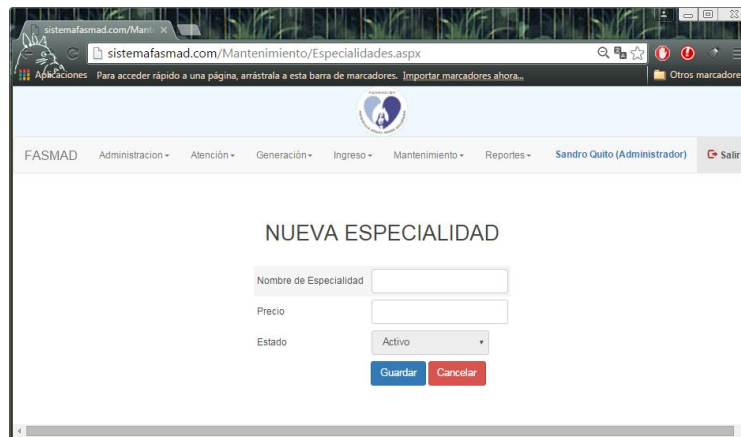 sistemafasmad.com/Mant
sistemafasmad.com/Mantenimiento/Especialidades.aspx
Aplicaciones Para acceder rápido a una página, arrástrala a esta barra de marcadores. Importar marcadores ahora... Otros marcadore
FASMAD Administracion Atención Generación Ingreso Mantenimiento Reportes Sandro Quito (Administrador) Salir
NUEVA ESPECIALIDAD
Nombre de Especialidad
Precio
Estado Activo
Guardar Cancelar